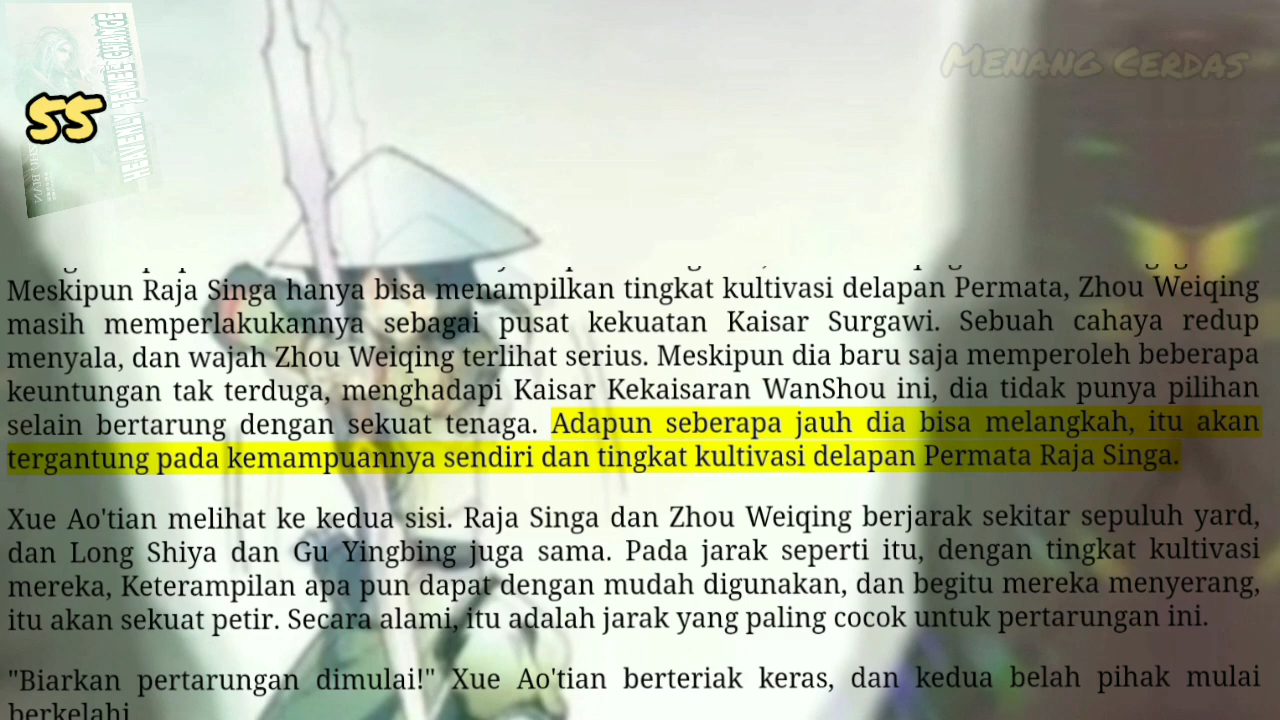 HEAVENLY JEWEL CHANGE
55
Menang Cerdas
Meskipun Raja Singa hanya bisa menampilkan tingkat kultivasi delapan Permata, Zhou Weiqing
masih memperlakukannya sebagai pusat kekuatan Kaisar Surgawi. Sebuah cahaya redup
menyala, dan wajah Zhou Weiqing terlihat serius. Meskipun dia baru saja memperoleh beberapa
keuntungan tak terduga, menghadapi Kaisar Kekaisaran WanShou ini, dia tidak punya pilihan
selain bertarung dengan sekuat tenaga. Adapun seberapa jauh dia bisa melangkah, itu akan
tergantung pada kemampuannya sendiri dan tingkat kultivasi delapan Permata Raja Singa.
Xue Ao'tian melihat ke kedua sisi. Raja Singa dan Zhou Weiqing berjarak sekitar sepuluh yard,
dan Long Shiya dan Gu Yingbing juga sama. Pada jarak seperti itu, dengan tingkat kultivasi
mereka, Keterampilan apa pun dapat dengan mudah digunakan, dan begitu mereka menyerang,
itu akan sekuat petir. Secara alami, itu adalah jarak yang paling cocok untuk pertarungan ini.
"Biarkan pertarungan dimulai!" Xue Ao'tian berteriak keras, dan kedua belah pihak mulai
berkelahi